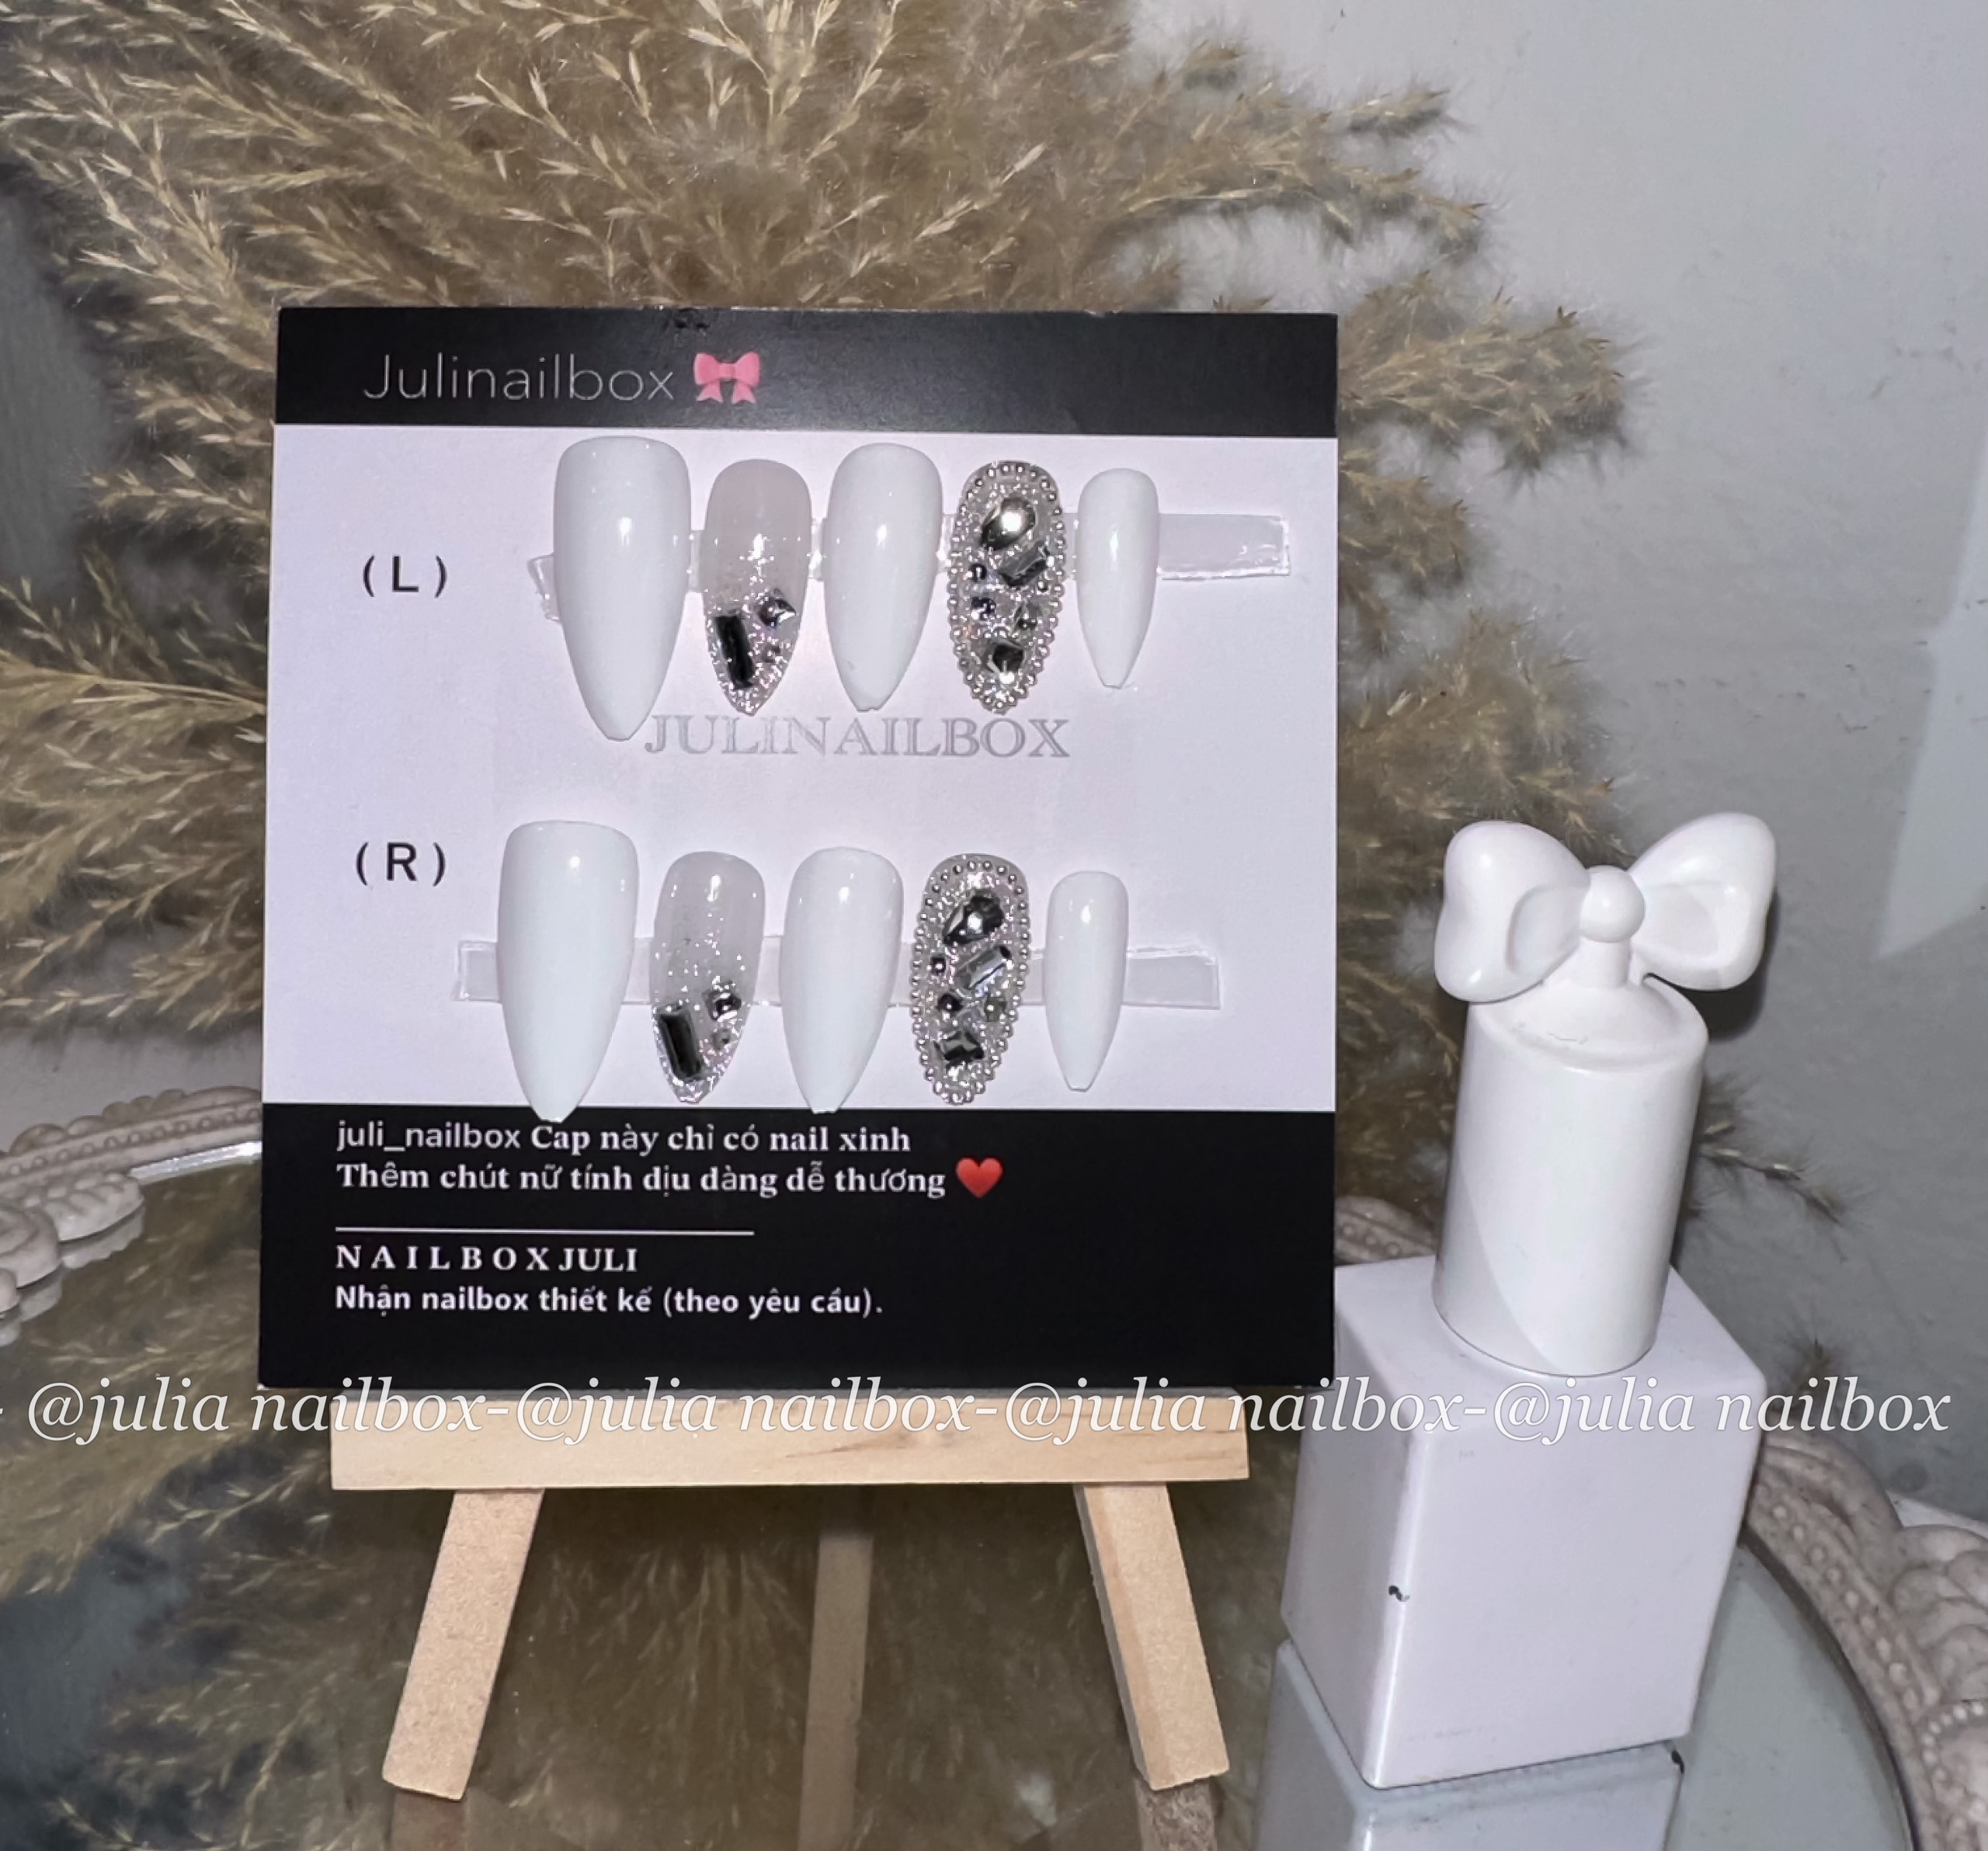 Julinailbox 🎀
(L)
JULINAILBOX
(R)
juli_nailbox Cap này chỉ có nail xinh
Thêm chút nữ tính dịu dàng dễ thương ❤️
N A I L B O X JULI
Nhận nailbox thiết kế (theo yêu cầu).
- @julia nailbox-@julia nailbox-@julia nailbox-@julia nailbox